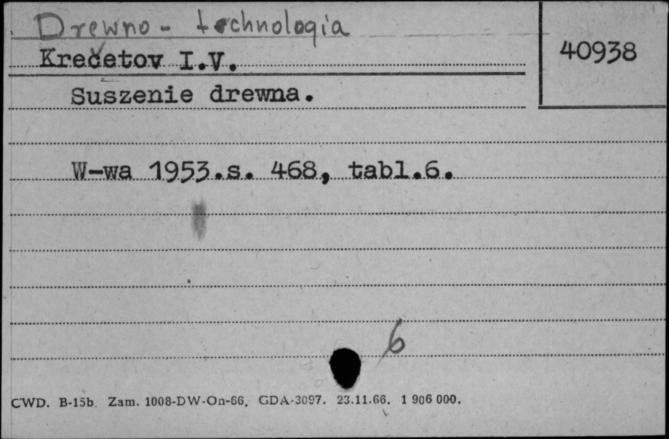 Drewno - technologia
Krečetov I.V.
40938
Suszenie drewna.
W-wa 1953.s. 468, tabl.6.
6
CWD. B-15b. Zam. 1008-DW-On-66. GDA-3097. 23.11.66. 1 906 000.